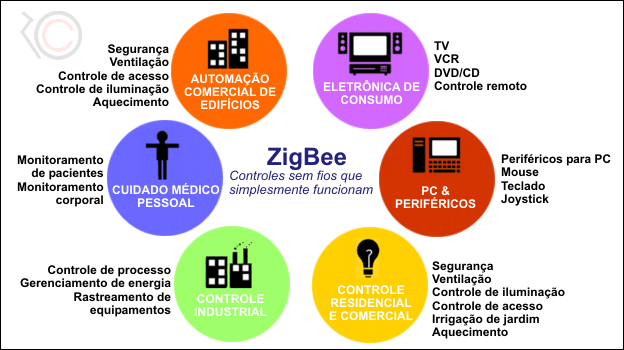 Segurança
Ventilação
Controle de acesso
Controle de iluminação
Aquecimento
AUTOMAÇÃO
COMERCIAL DE
EDIFÍCIOS
ELETRÔNICA DE
CONSUMO
TV
VCR
DVD/CD
Controle remoto
Monitoramento
de pacientes
Monitoramento
corporal
CUIDADO MÉDICO
PESSOAL
ZigBee
Controles sem fios que
simplesmente funcionam
PC &
PERIFÉRICOS
Periféricos para PC
Mouse
Teclado
Joystick
Controle de processo
Gerenciamento de energia
Rastreamento de
equipamentos
CONTROLE
INDUSTRIAL
CONTROLE
RESIDENCIAL
E COMERCIAL
Segurança
Ventilação
Controle de iluminação
Controle de acesso
Irrigação de jardim
Aquecimento